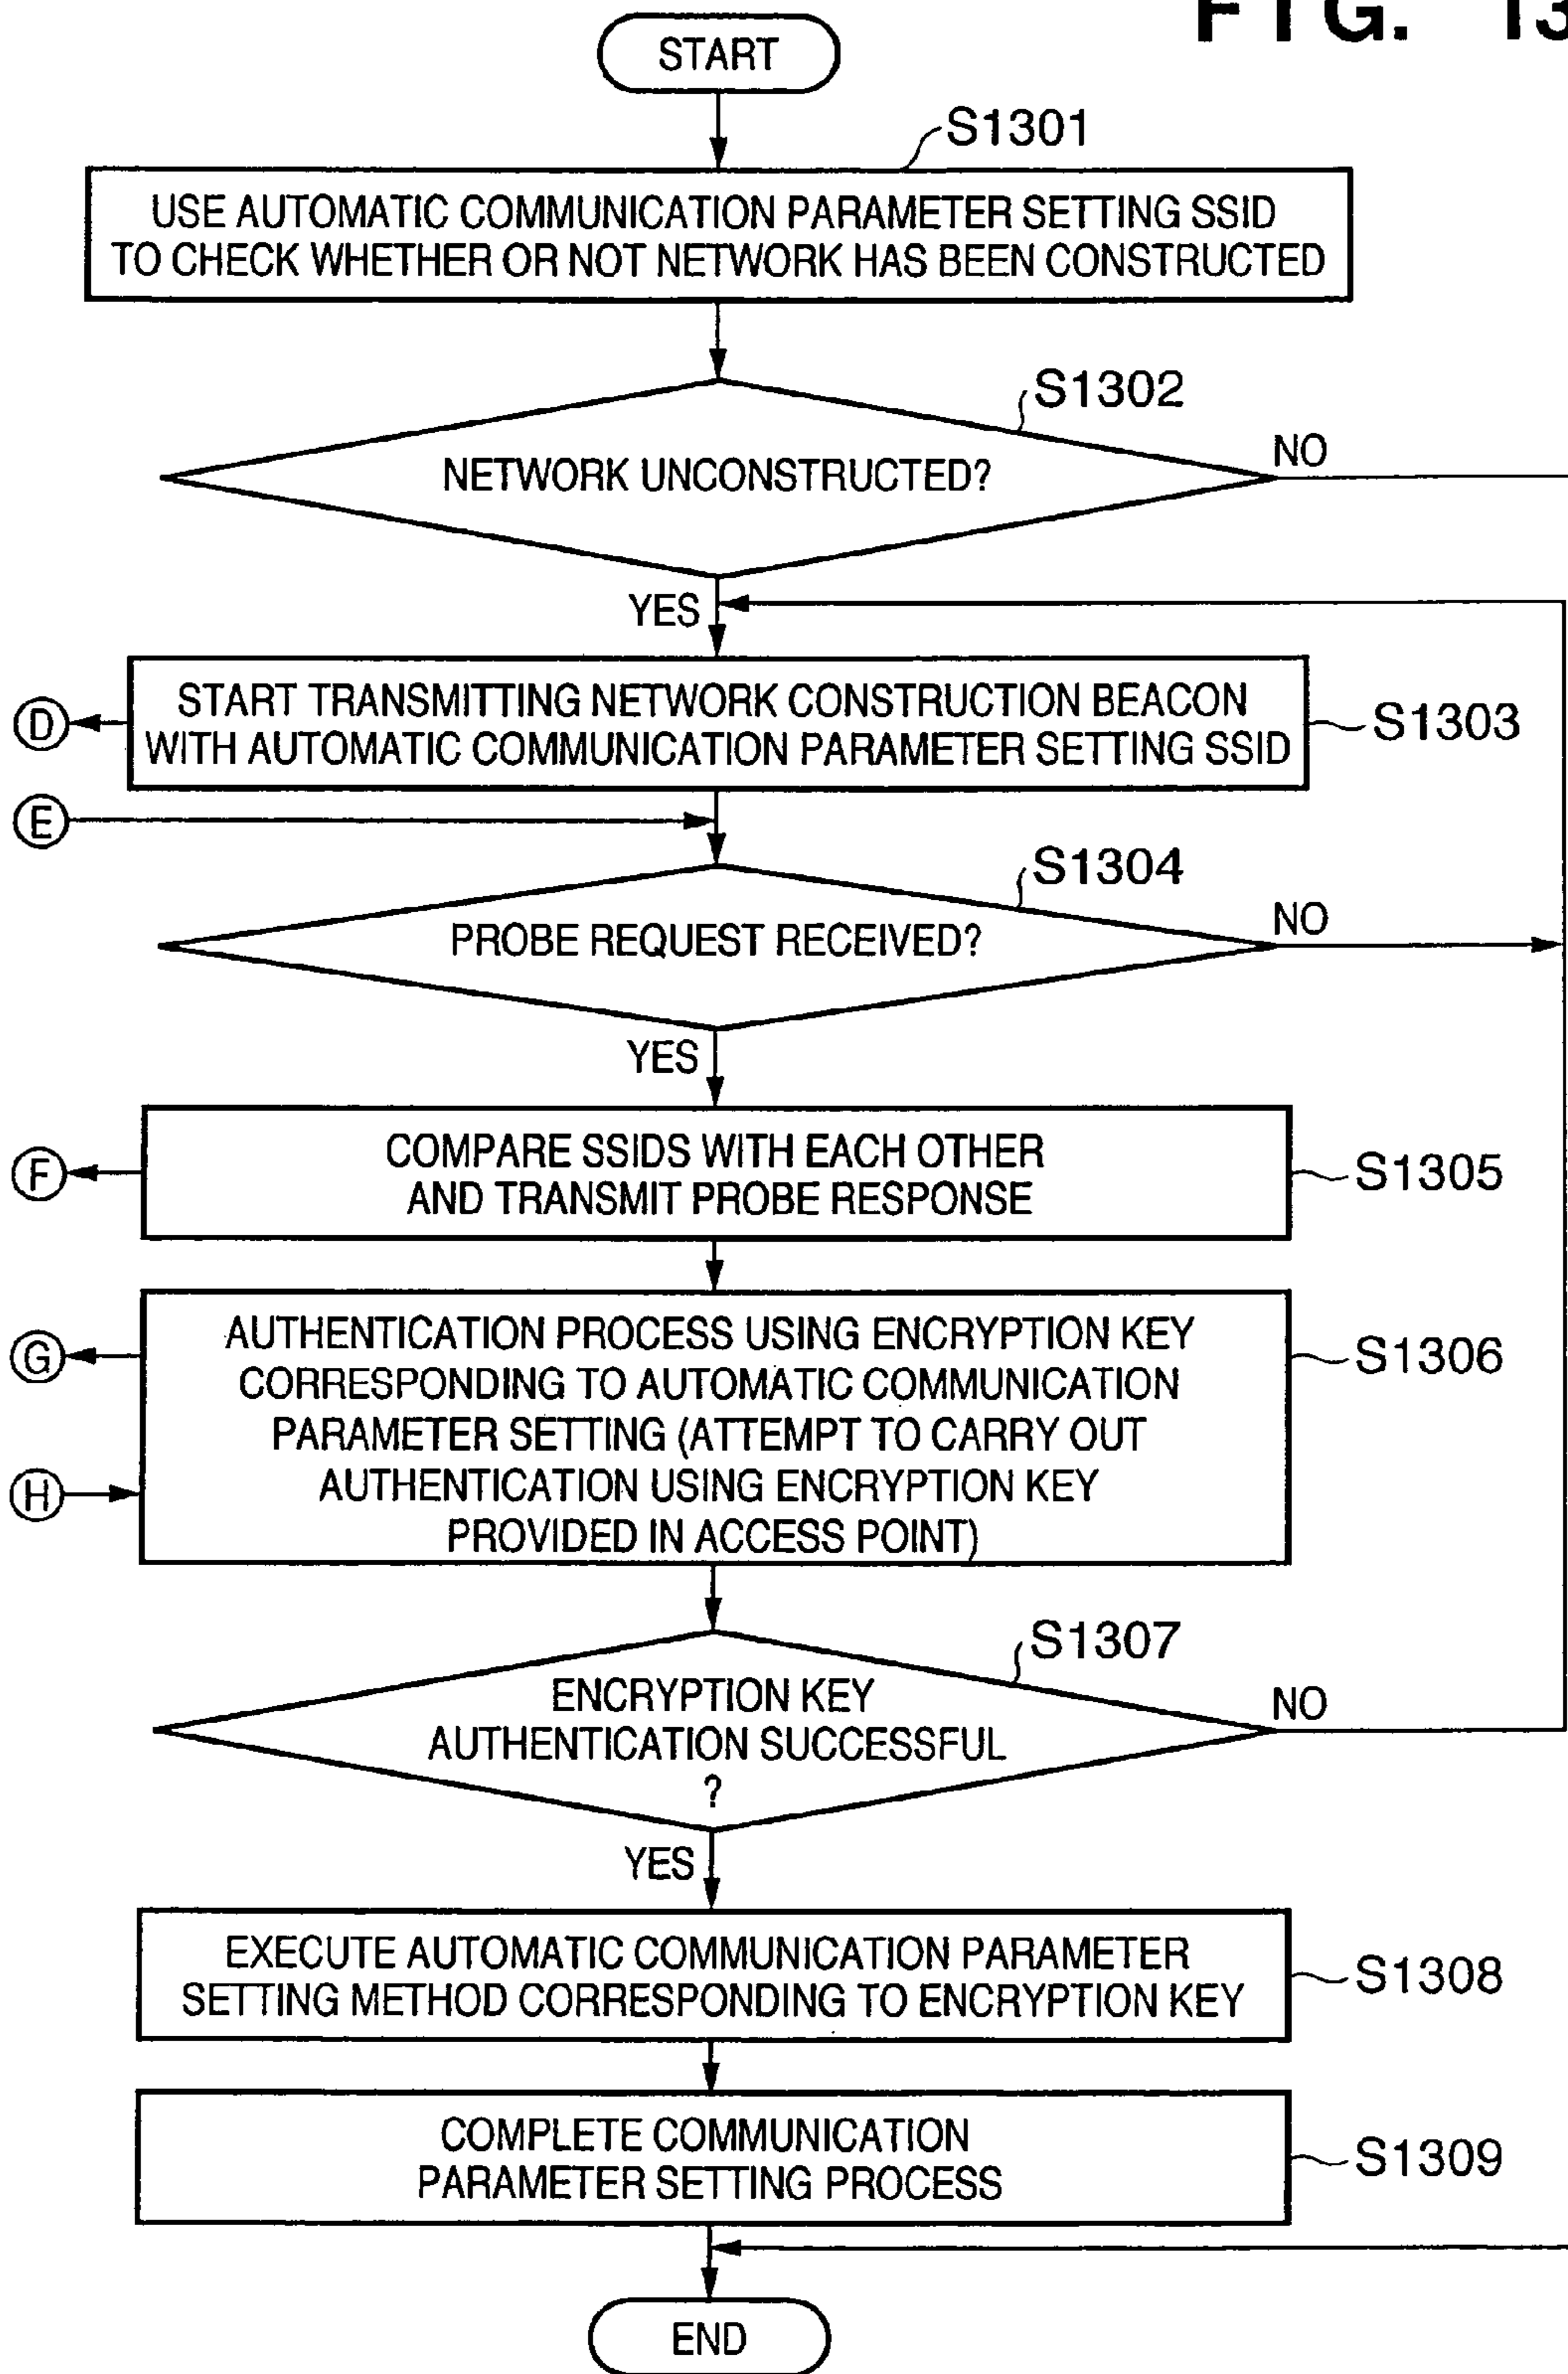 FIG. 13
START
S1301
USE AUTOMATIC COMMUNICATION PARAMETER SETTING SSID
TO CHECK WHETHER OR NOT NETWORK HAS BEEN CONSTRUCTED
S1302
NETWORK UNCONSTRUCTED?
NO
YES
START TRANSMITTING NETWORK CONSTRUCTION BEACON
WITH AUTOMATIC COMMUNICATION PARAMETER SETTING SSID
S1303
D
E
S1304
PROBE REQUEST RECEIVED?
NO
YES
COMPARE SSIDS WITH EACH OTHER
AND TRANSMIT PROBE RESPONSE
S1305
F
AUTHENTICATION PROCESS USING ENCRYPTION KEY
CORRESPONDING TO AUTOMATIC COMMUNICATION
PARAMETER SETTING (ATTEMPT TO CARRY OUT
AUTHENTICATION USING ENCRYPTION KEY
PROVIDED IN ACCESS POINT)
S1306
G
H
S1307
ENCRYPTION KEY
AUTHENTICATION SUCCESSFUL
?
NO
YES
EXECUTE AUTOMATIC COMMUNICATION PARAMETER
SETTING METHOD CORRESPONDING TO ENCRYPTION KEY
S1308
COMPLETE COMMUNICATION
PARAMETER SETTING PROCESS
S1309
END